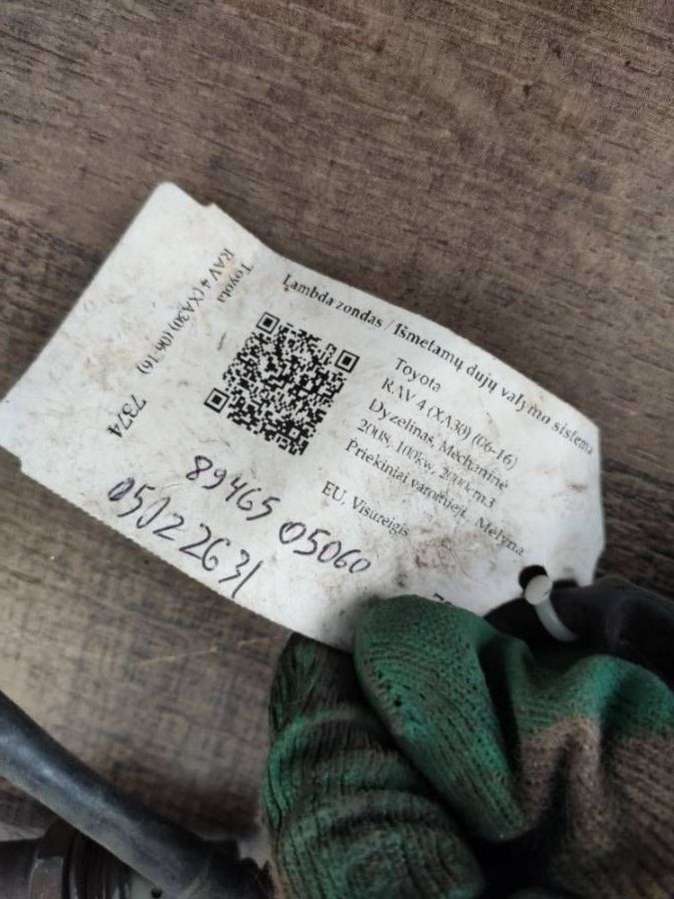 Lambda zondas / Išmetamų dujų valymo sistema
Toyota
RAV 4 (XA30) (06-16)
Dyzelinas, Mechaninė
2008, 100kw, 2000cm3
Priekiniai varomieji, Mėlyna
EU, Visureigis
Toyota
RAV 4 (XA30) (06-16)
7374
89465 05060
05022631